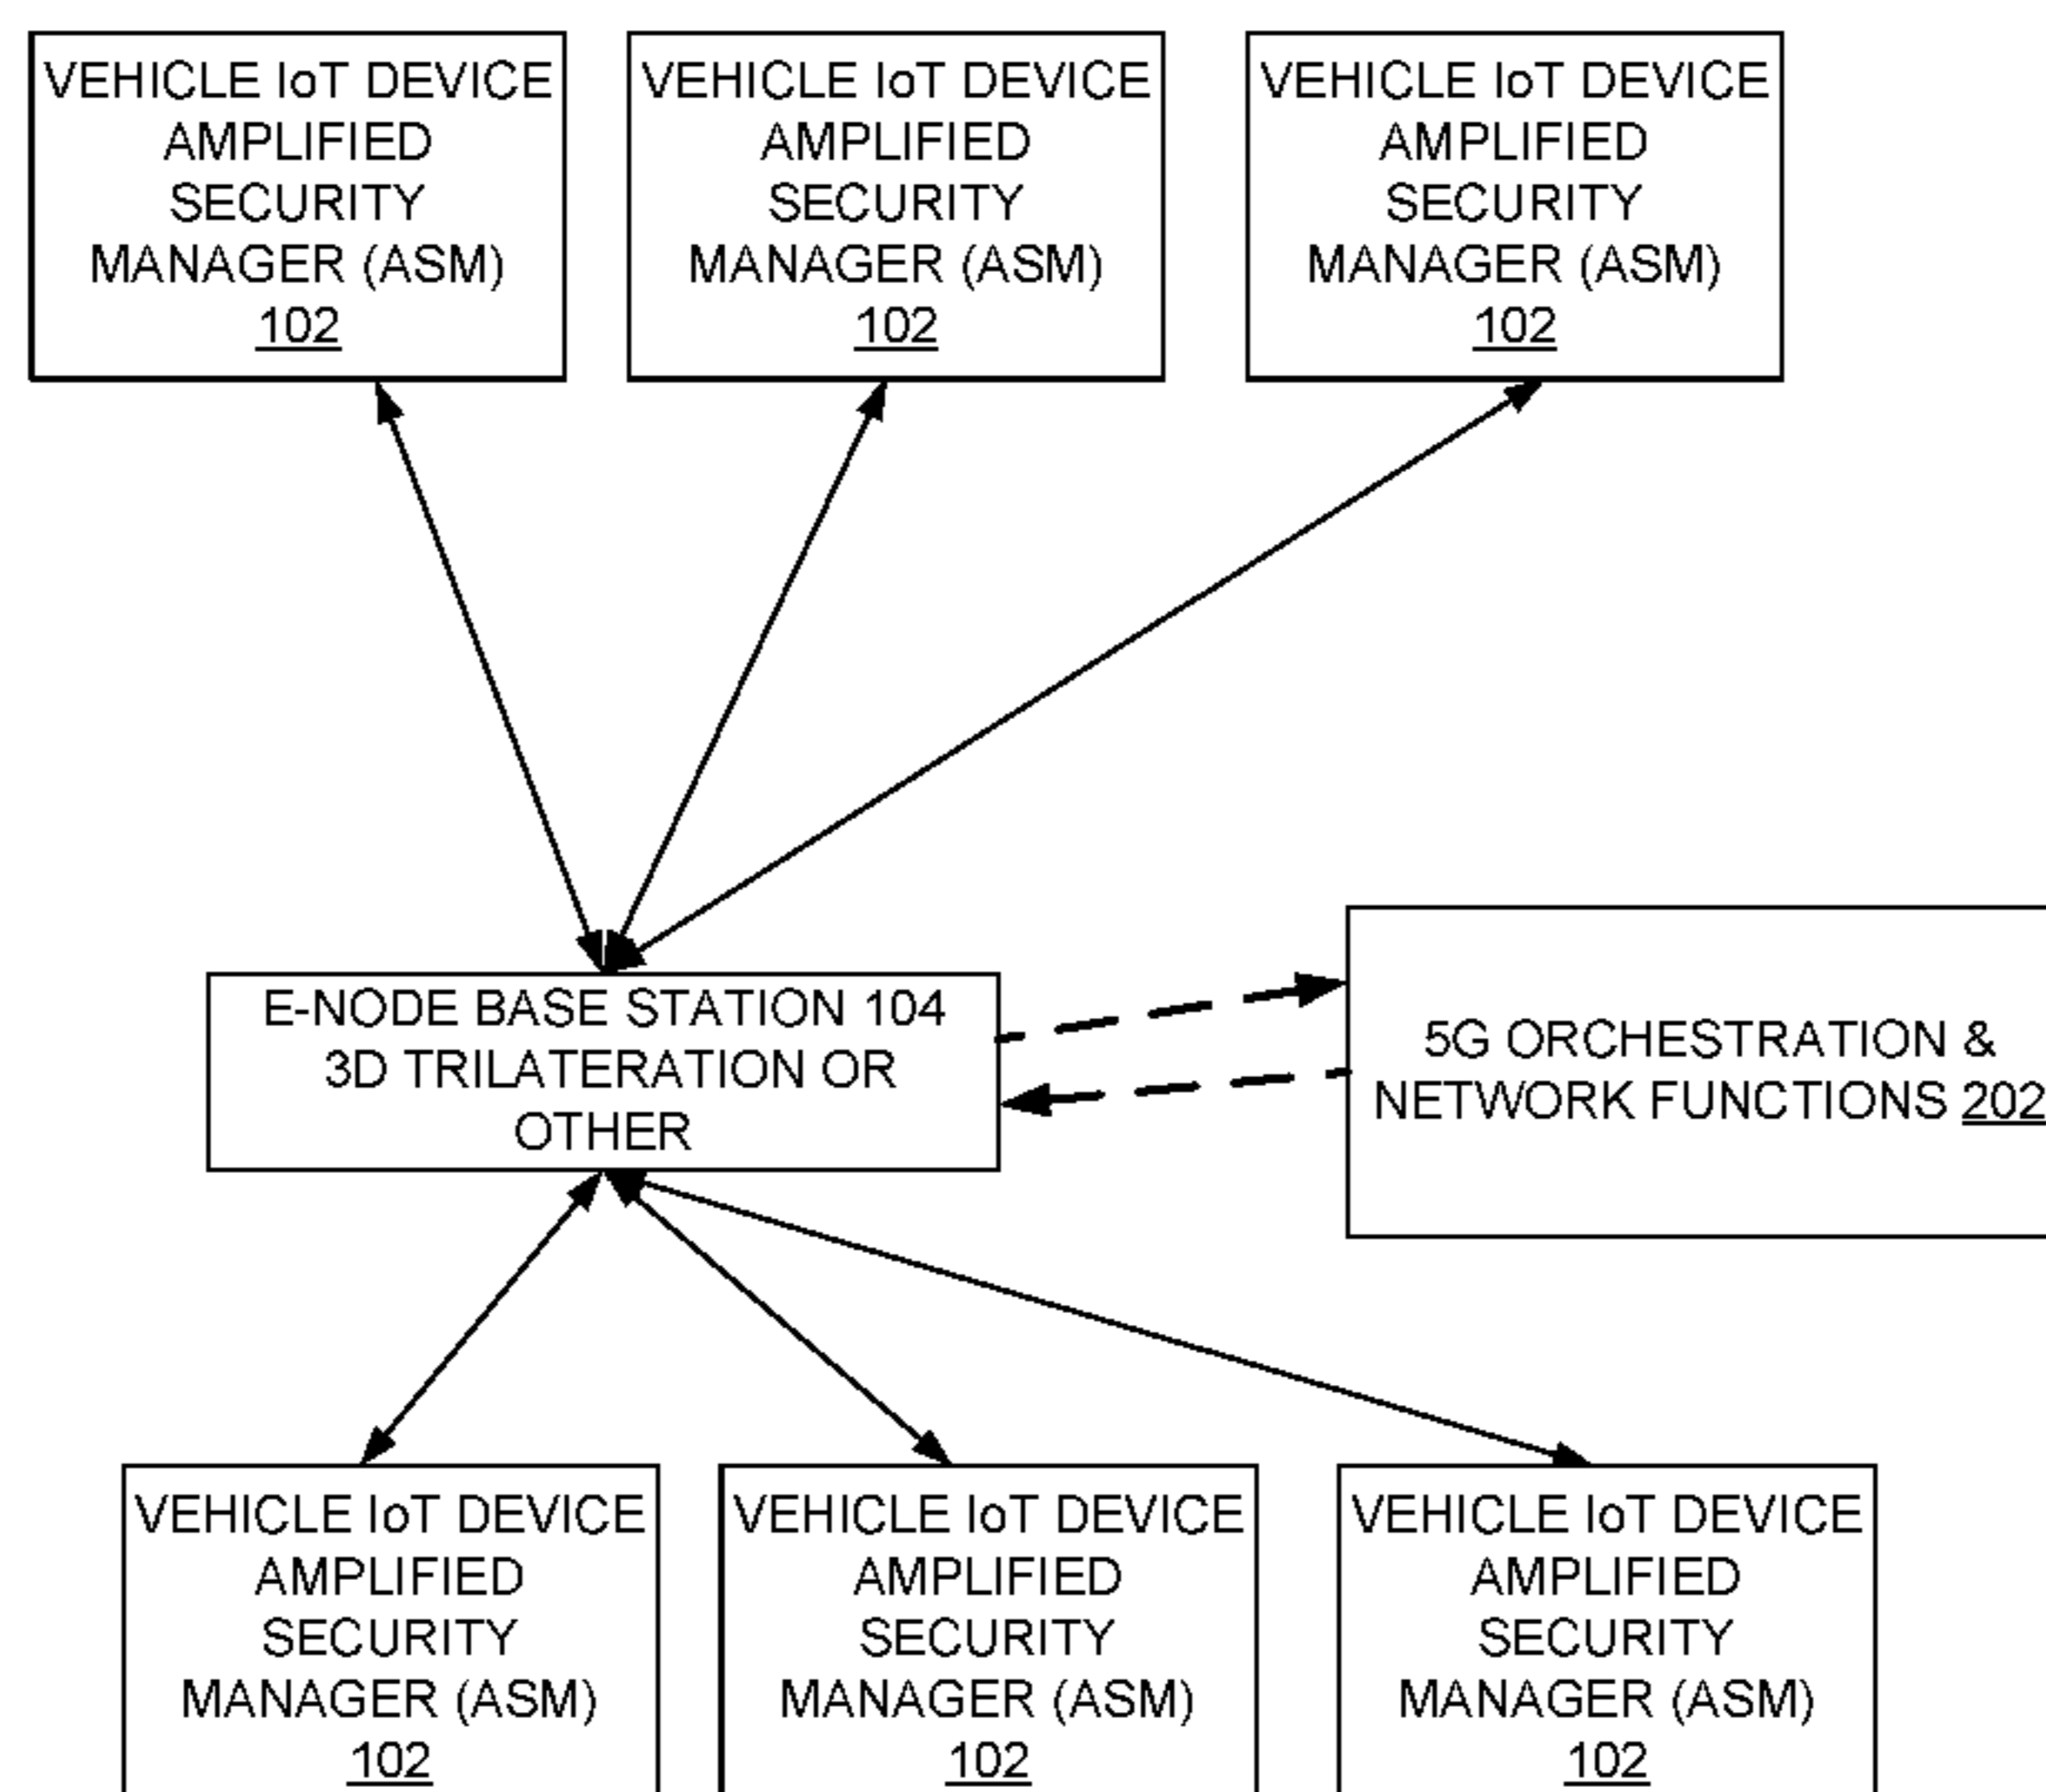 VEHICLE IoT DEVICE
AMPLIFIED
SECURITY
MANAGER (ASM)
102
VEHICLE IoT DEVICE
AMPLIFIED
SECURITY
MANAGER (ASM)
102
VEHICLE IoT DEVICE
AMPLIFIED
SECURITY
MANAGER (ASM)
102
E-NODE BASE STATION 104
3D TRILATERATION OR
OTHER
5G ORCHESTRATION &
NETWORK FUNCTIONS 202
VEHICLE IoT DEVICE
AMPLIFIED
SECURITY
MANAGER (ASM)
102
VEHICLE IoT DEVICE
AMPLIFIED
SECURITY
MANAGER (ASM)
102
VEHICLE IoT DEVICE
AMPLIFIED
SECURITY
MANAGER (ASM)
102